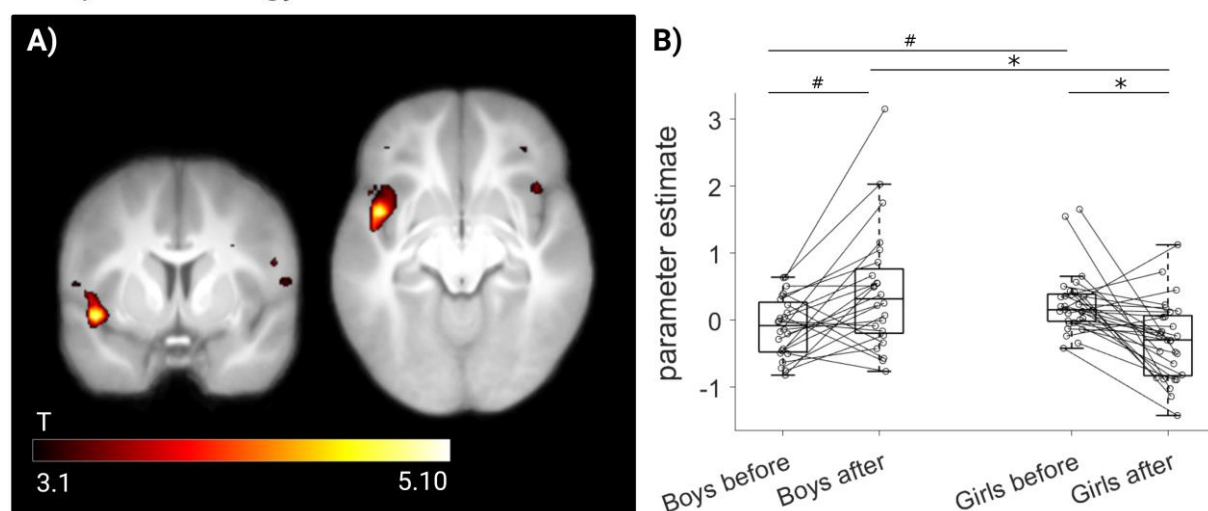 A)
T
3.1 5.10
B)
#
*
# *
parameter estimate
3
2
1
0
-1
Boys before
Boys after
Girls before
Girls after